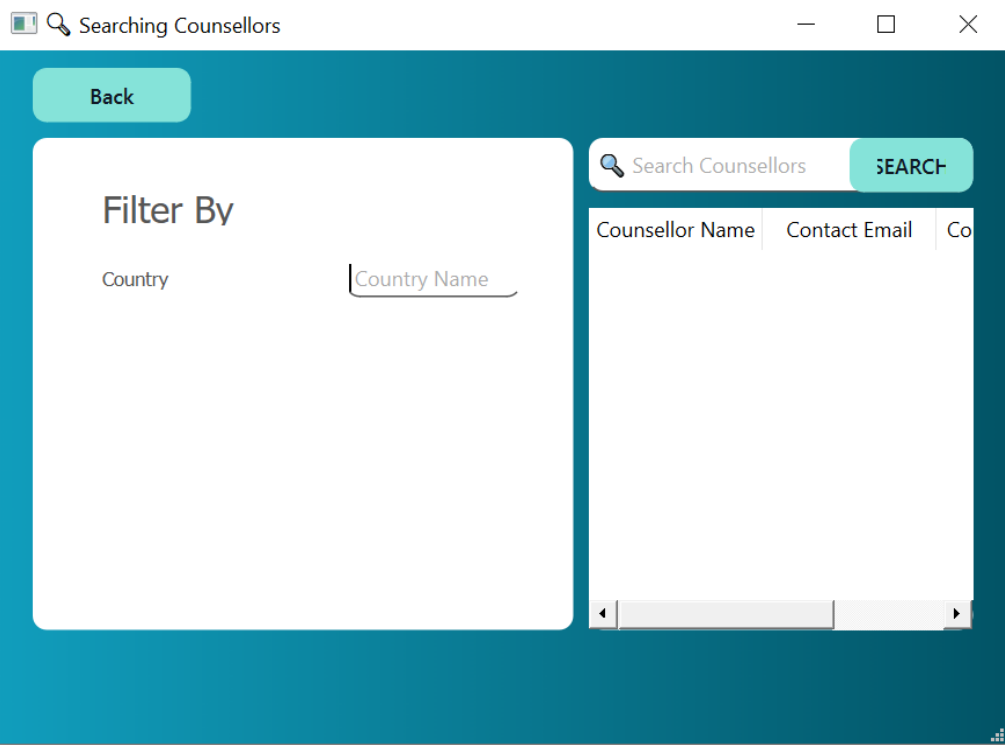 Searching Counsellors
Back
Filter By
Country
Country Name
Search Counsellors
SEARCH
Counsellor Name
Contact Email
Co